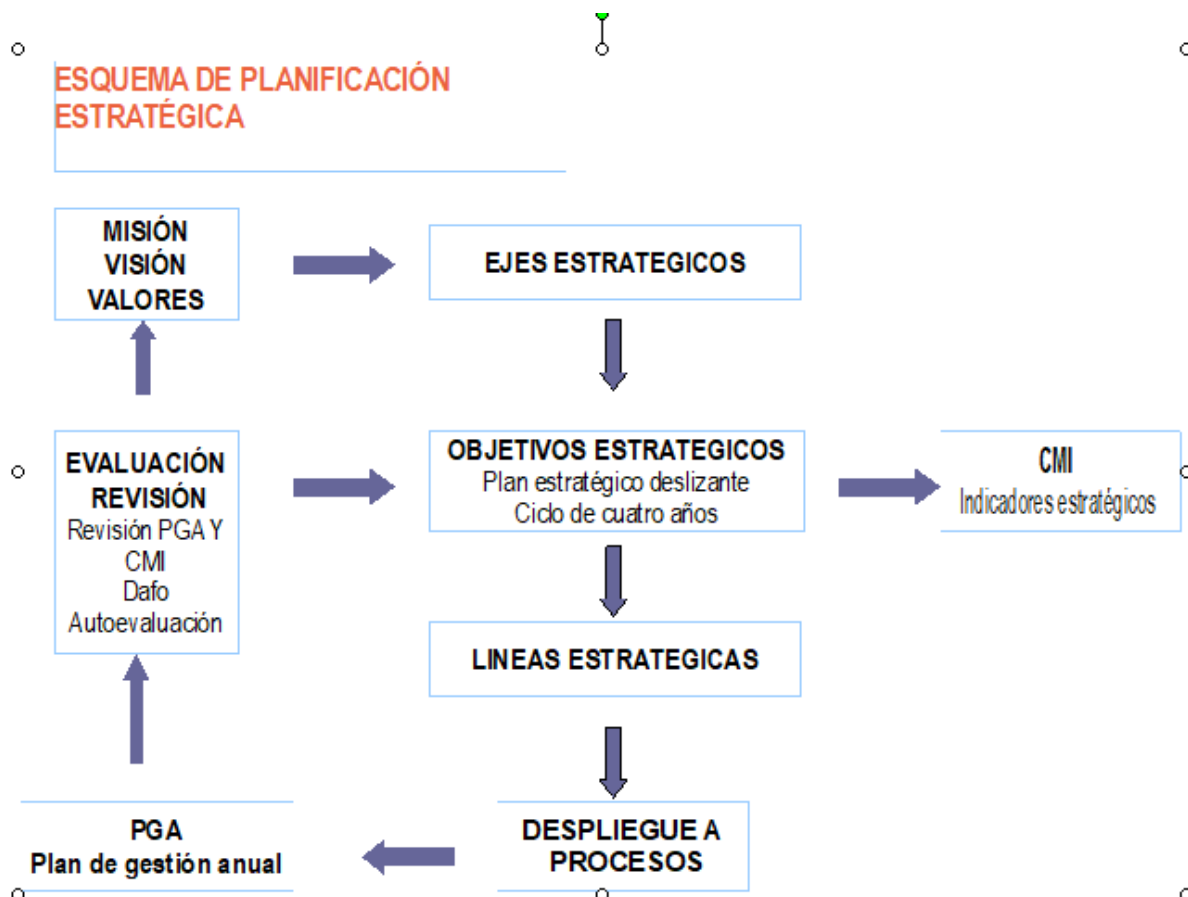 ESQUEMA DE PLANIFICACIÓN
ESTRATÉGICA
MISIÓN
VISIÓN
VALORES
EJES ESTRATEGICOS
EVALUACIÓN
REVISIÓN
Revisión PGA Y
CMI
Dafo
Autoevaluación
OBJETIVOS ESTRATEGICOS
Plan estratégico deslizante
Ciclo de cuatro años
CMI
Indicadores estratégicos
LINEAS ESTRATEGICAS
PGA
Plan de gestión anual
DESPLIEGUE A
PROCESOS